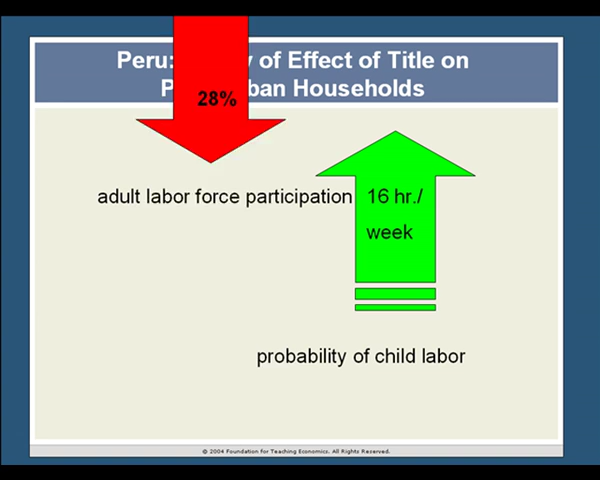 Peru: y of Effect of Title on
P ban Households
28%
adult labor force participation 16 hr./
week
probability of child labor
© 2004 Foundation for Teaching Economics. All Rights Reserved.